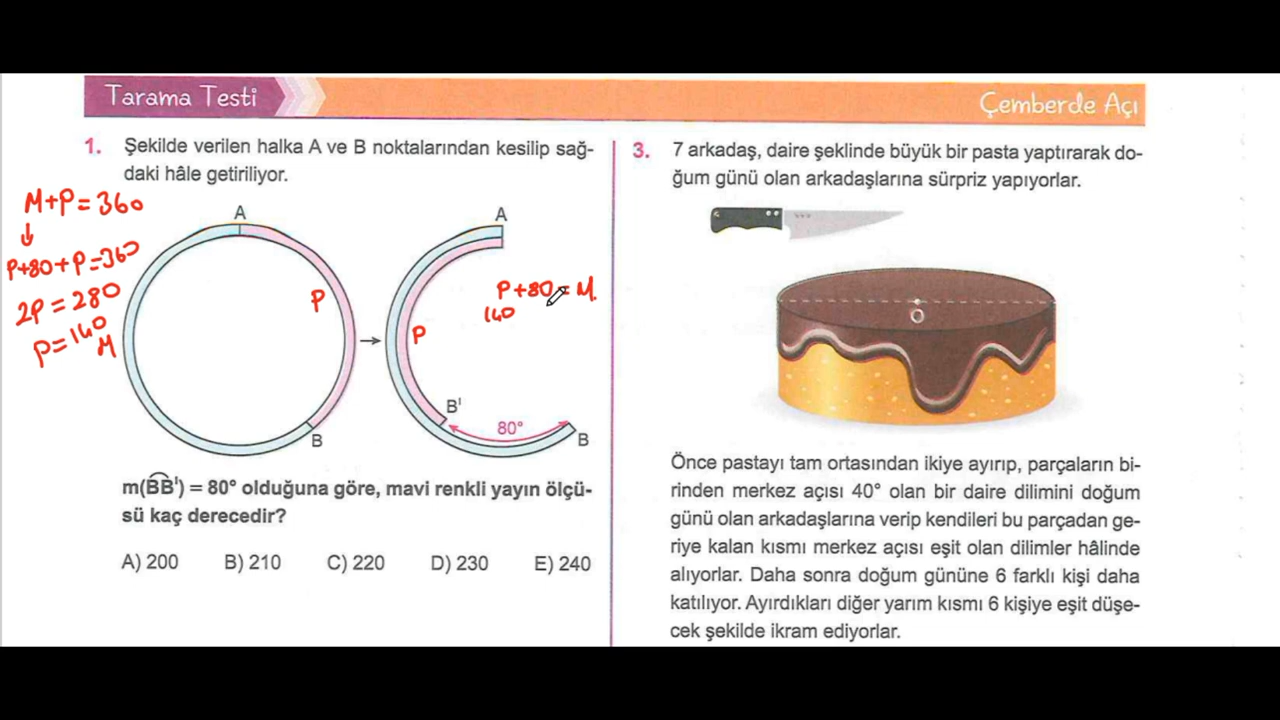 Tarama Testi
Çemberde Açı
1. Şekilde verilen halka A ve B noktalarından kesilip sağ-
daki hâle getiriliyor.
M+P=360
↓
P+80+P=360
2P=280
P=140
M
A
P
B
A
P+80=M.
140
P
B'
80°
B
m(BB') = 80° olduğuna göre, mavi renkli yayın ölçü-
sü kaç derecedir?
A) 200 B) 210 C) 220 D) 230 E) 240
3. 7 arkadaş, daire şeklinde büyük bir pasta yaptırarak do-
ğum günü olan arkadaşlarına sürpriz yapıyorlar.
O
Önce pastayı tam ortasından ikiye ayırıp, parçaların bi-
rinden merkez açısı 40° olan bir daire dilimini doğum
günü olan arkadaşlarına verip kendileri bu parçadan ge-
riye kalan kısmı merkez açısı eşit olan dilimler hâlinde
alıyorlar. Daha sonra doğum gününe 6 farklı kişi daha
katılıyor. Ayırdıkları diğer yarım kısmı 6 kişiye eşit düşe-
cek şekilde ikram ediyorlar.